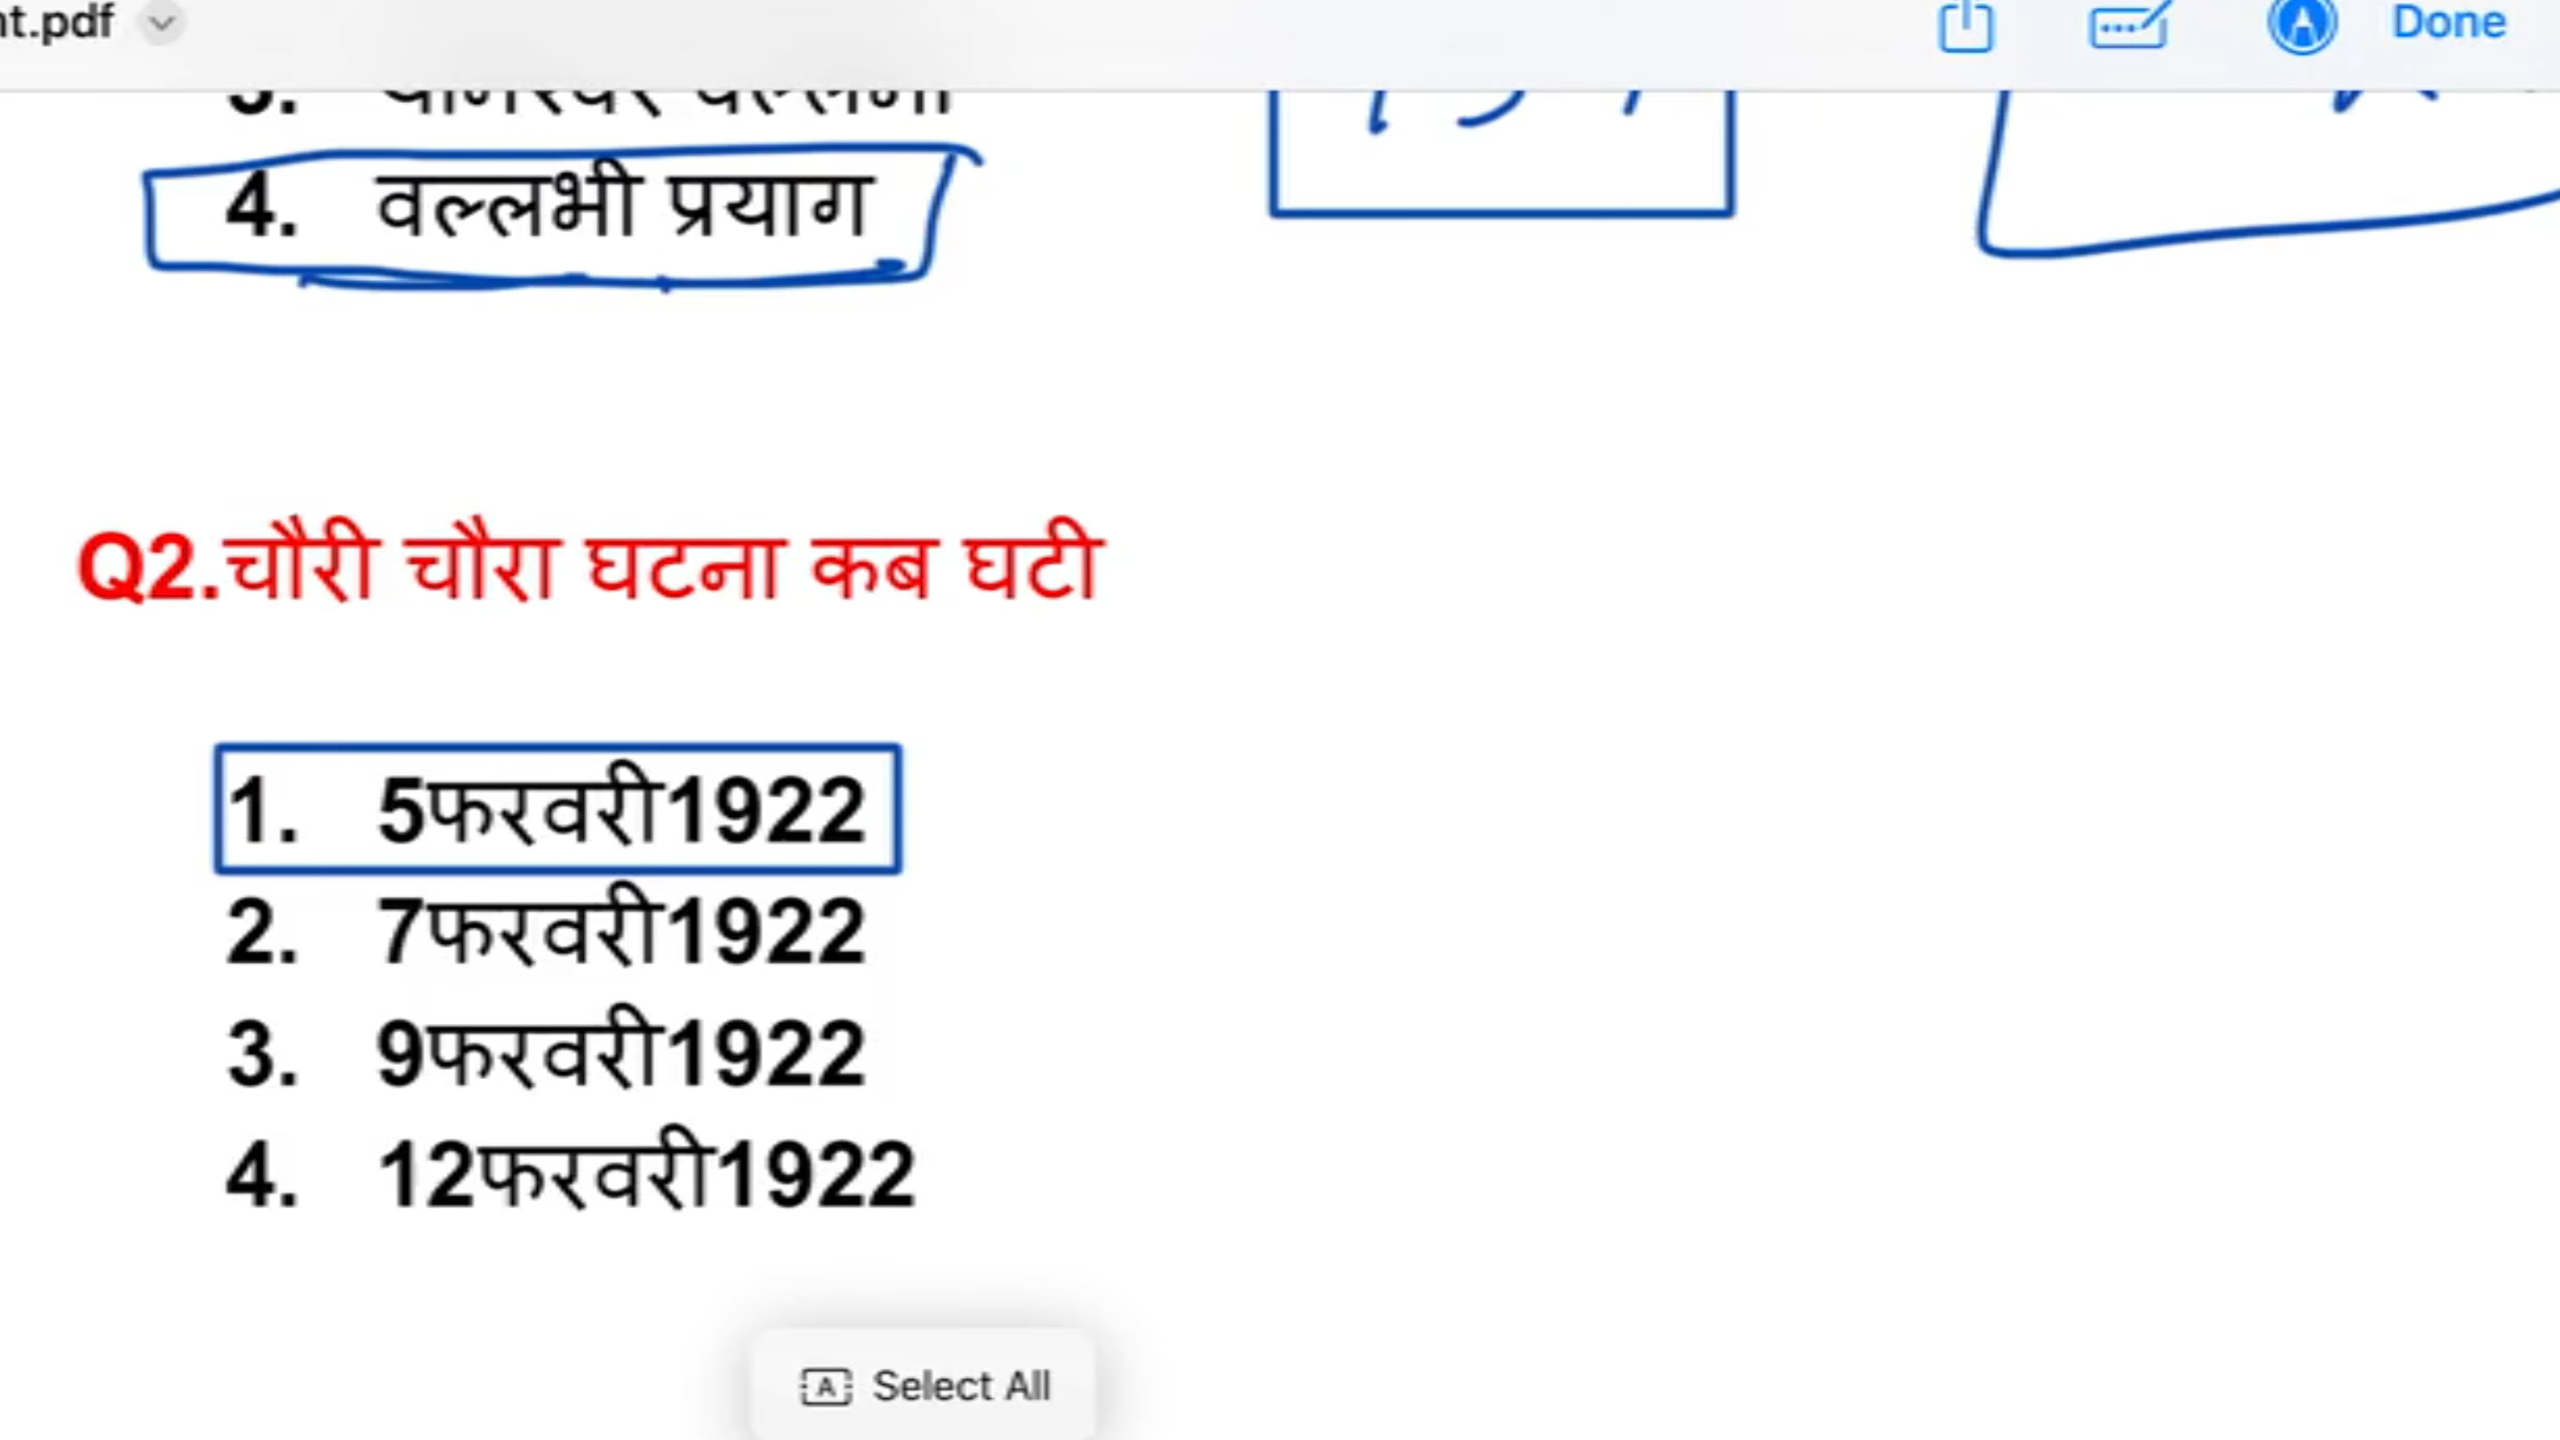 nt.pdf
Done
4. वल्लभी प्रयाग
Q2.चौरी चौरा घटना कब घटी
1. 5फरवरी1922
2. 7फरवरी1922
3. 9फरवरी1922
4. 12फरवरी1922
Select All